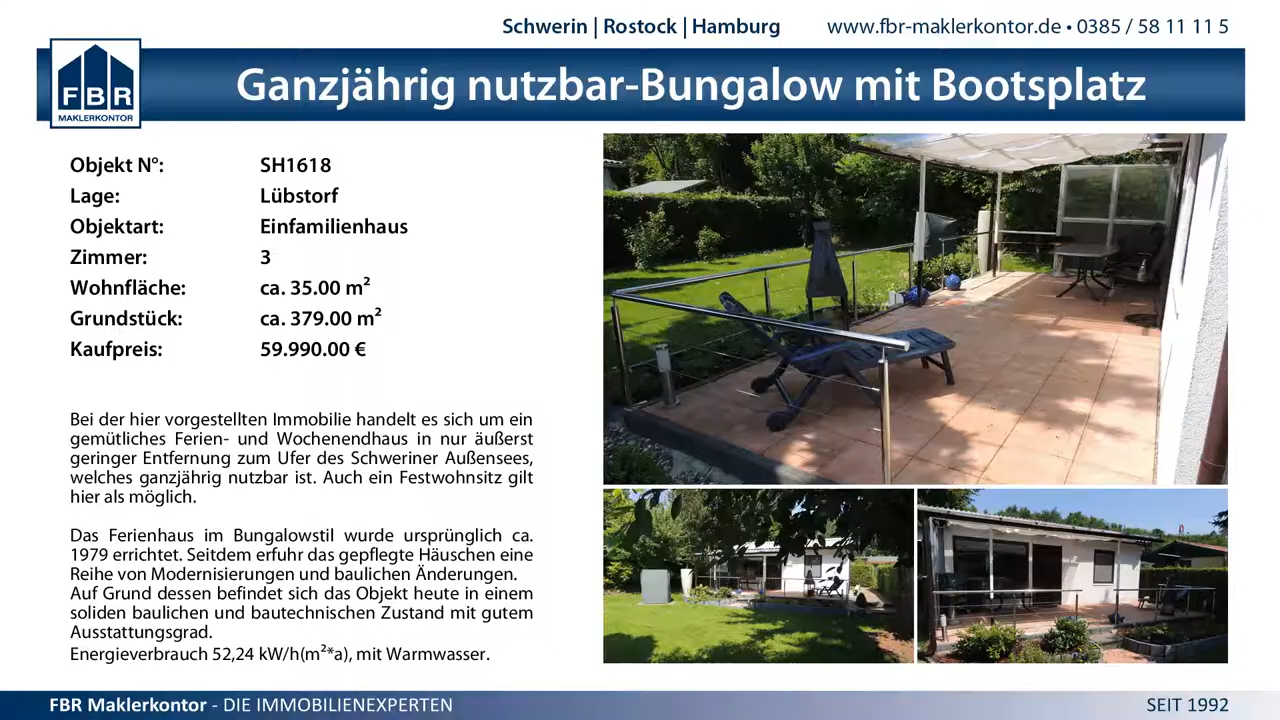 Schwerin | Rostock | Hamburg
www.fbr-maklerkontor.de • 0385 / 58 11 11 5
FBR
MAKLERKONTOR
Ganzjährig nutzbar-Bungalow mit Bootsplatz
Objekt N°: SH1618
Lage: Lübstorf
Objektart: Einfamilienhaus
Zimmer: 3
Wohnfläche: ca. 35.00 m²
Grundstück: ca. 379.00 m²
Kaufpreis: 59.990.00 €
Bei der hier vorgestellten Immobilie handelt es sich um ein
gemütliches Ferien- und Wochenendhaus in nur äußerst
geringer Entfernung zum Ufer des Schweriner Außensees,
welches ganzjährig nutzbar ist. Auch ein Festwohnsitz gilt
hier als möglich.
Das Ferienhaus im Bungalowstil wurde ursprünglich ca.
1979 errichtet. Seitdem erfuhr das gepflegte Häuschen eine
Reihe von Modernisierungen und baulichen Änderungen.
Auf Grund dessen befindet sich das Objekt heute in einem
soliden baulichen und bautechnischen Zustand mit gutem
Ausstattungsgrad.
Energieverbrauch 52,24 kW/h(m²*a), mit Warmwasser.
FBR Maklerkontor - DIE IMMOBILIENEXPERTEN
SEIT 1992